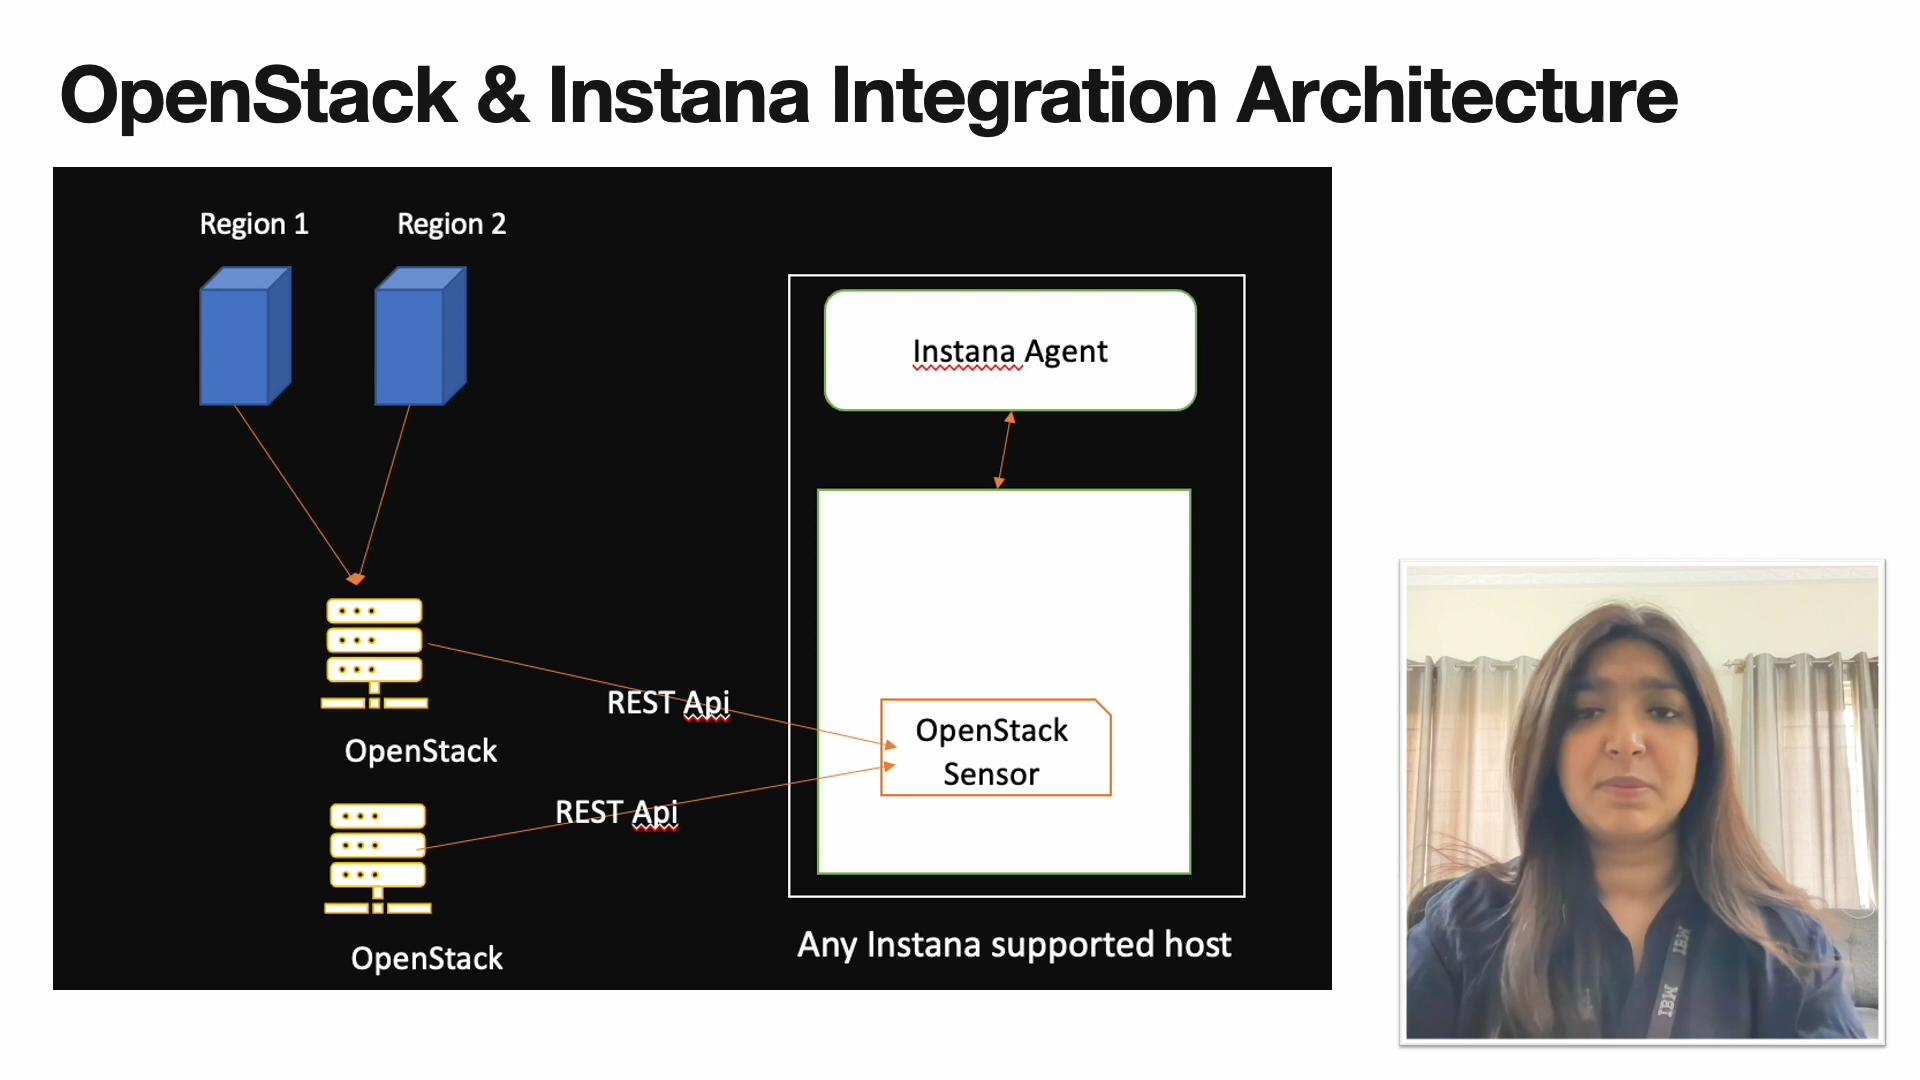 OpenStack & Instana Integration Architecture
Region 1
Region 2
Instana Agent
REST Api
OpenStack
Sensor
OpenStack
REST Api
OpenStack
Any Instana supported host
IBM
IBM